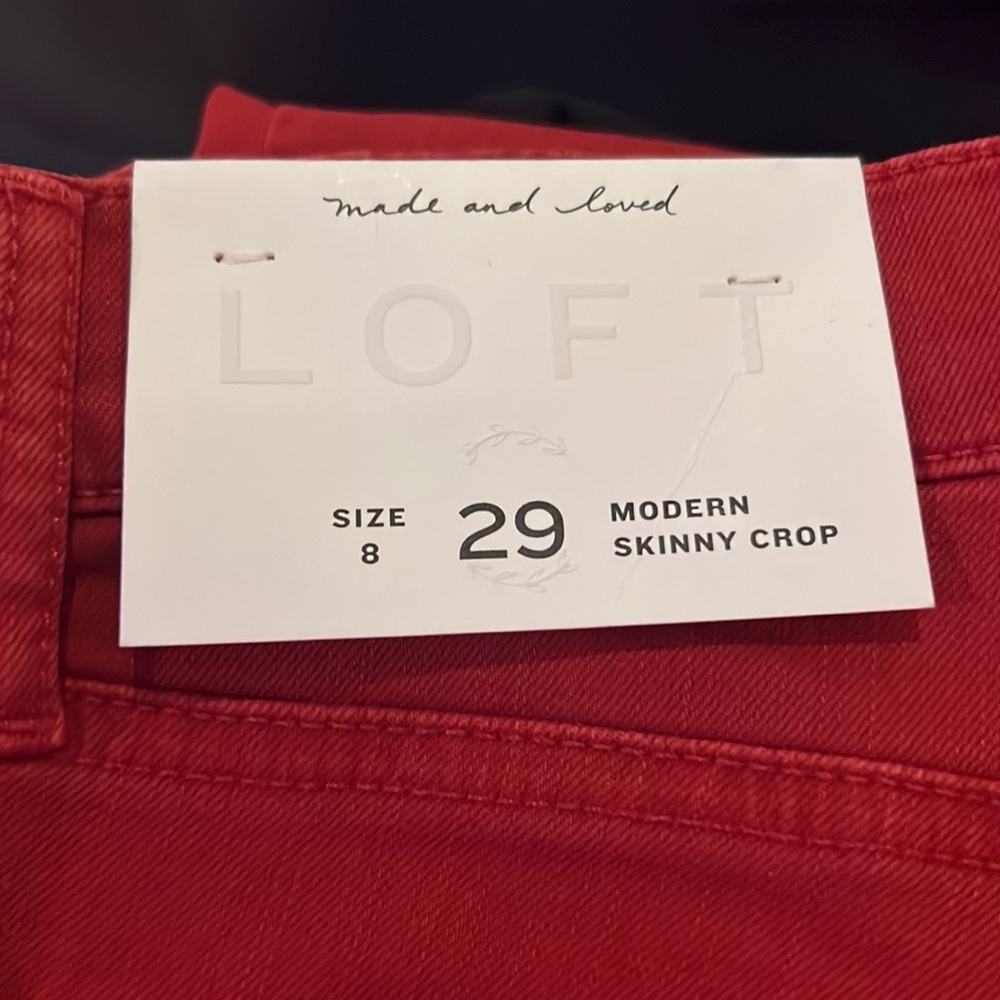 made and loved
LOFT
SIZE
8
29
MODERN
SKINNY CROP